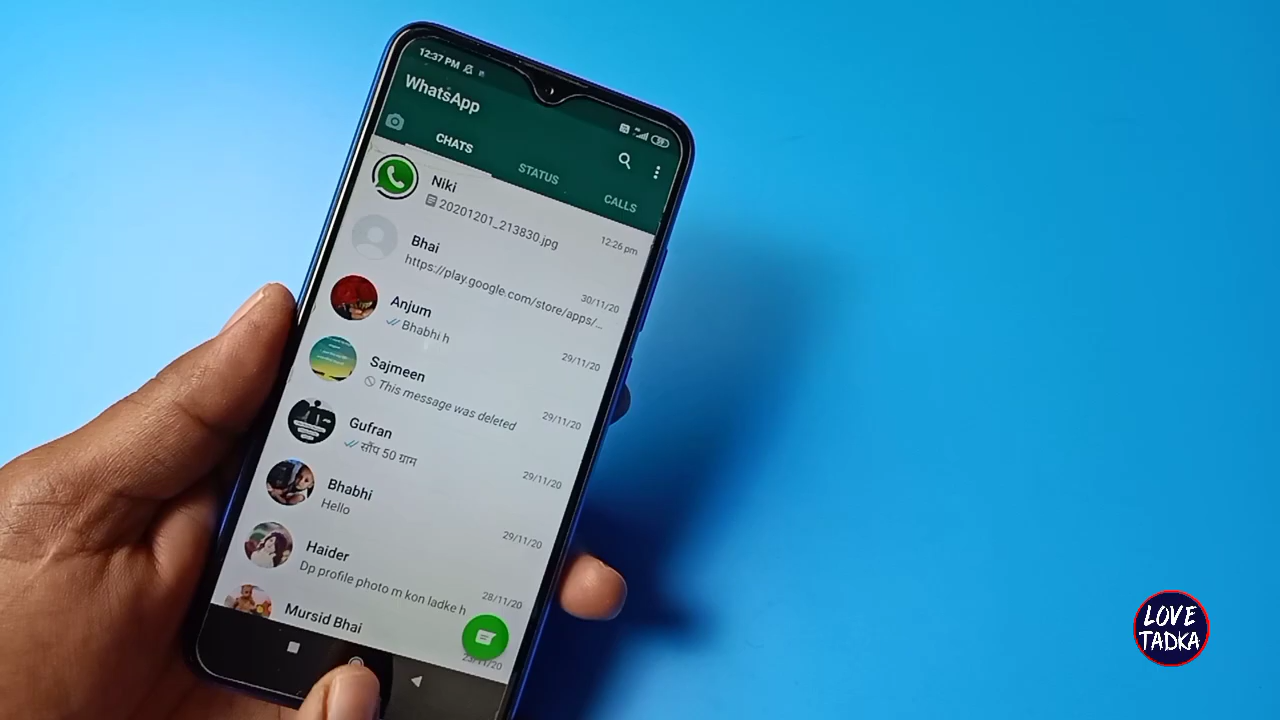 12:37 PM
WhatsApp
CHATS
STATUS
CALLS
Niki
20201201_213830.jpg
12:26 pm
Bhai
https://play.google.com/store/apps/...
30/11/20
Anjum
Bhabhi h
29/11/20
Sajmeen
This message was deleted
29/11/20
Gufran
साँप 50 ग्राम
29/11/20
Bhabhi
Hello
29/11/20
Haider
Dp profile photo m kon ladke h
28/11/20
Mursid Bhai
LOVE
TADKA